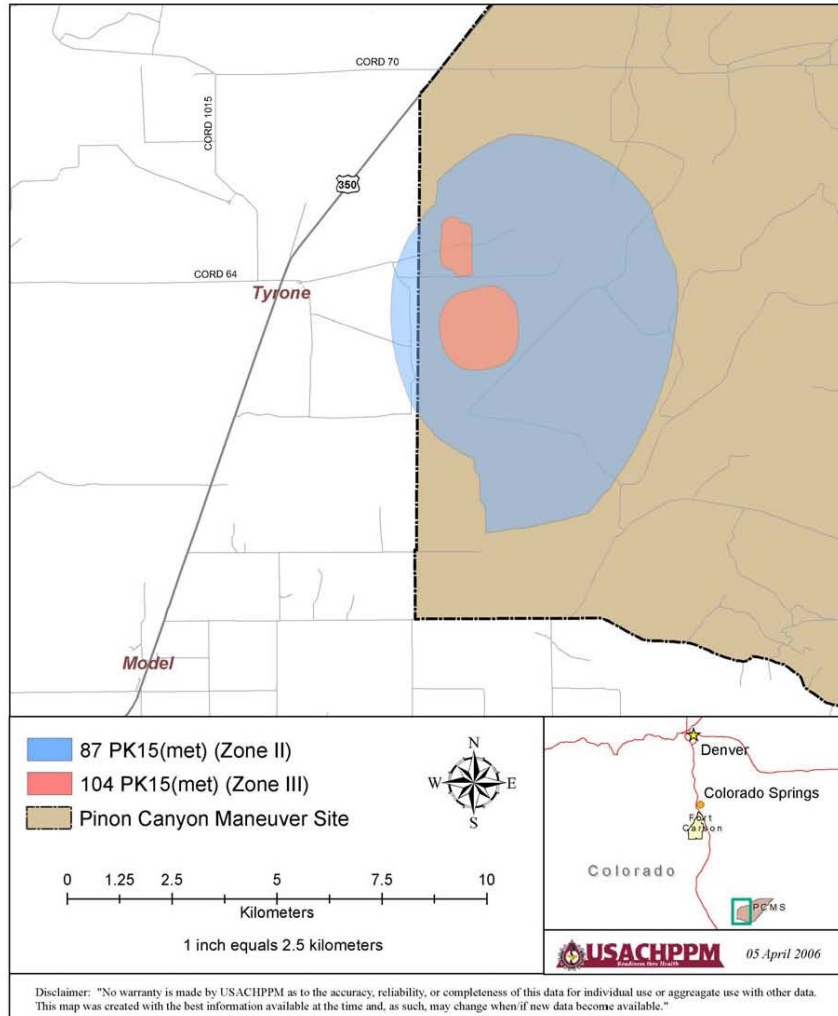 CORD 70
CORD 1015
350
CORD 64
Tyrone
Model
87 PK15(met) (Zone II)
104 PK15(met) (Zone III)
Pinon Canyon Maneuver Site
N
W E
S
0 1.25 2.5 5 7.5 10
Kilometers
1 inch equals 2.5 kilometers
Denver
Colorado Springs
Fort
Carson
Colorado
PCMS
USACHPPM
Readiness thru Health
05 April 2006
Disclaimer: "No warranty is made by USACHPPM as to the accuracy, reliability, or completeness of this data for individual use or aggreagate use with other data.
This map was created with the best information available at the time and, as such, may change when/if new data become available."